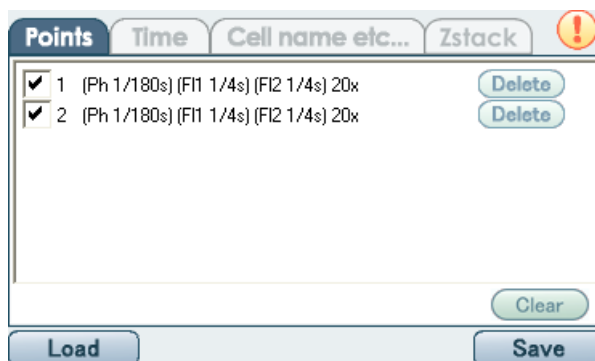 Points Time Cell name etc... Zstack !
1 (Ph 1/180s) (Fl1 1/4s) (Fl2 1/4s) 20x Delete
2 (Ph 1/180s) (Fl1 1/4s) (Fl2 1/4s) 20x Delete
Clear
Load Save